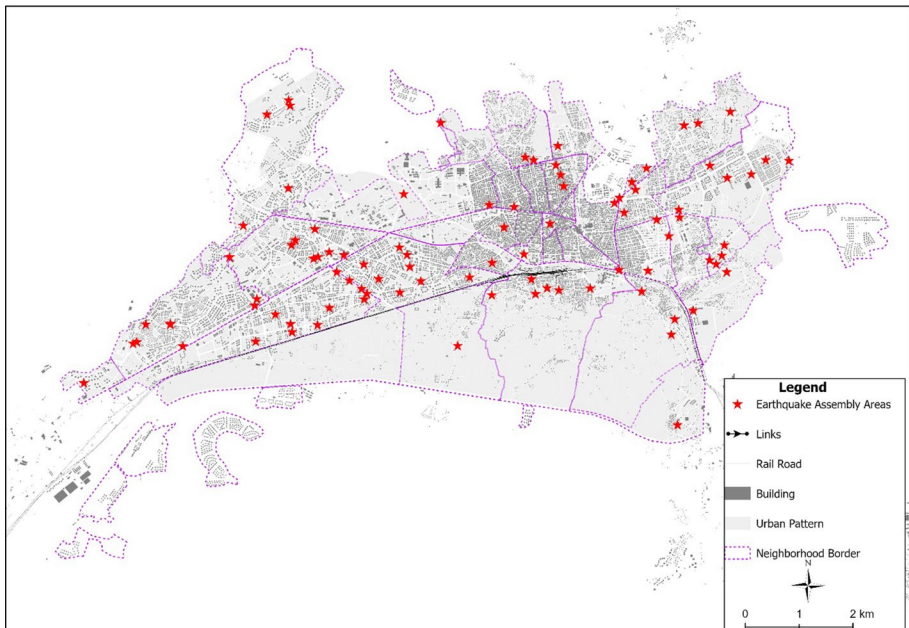 Legend
Earthquake Assembly Areas
Links
Rail Road
Building
Urban Pattern
Neighborhood Border
N
0 1 2 km